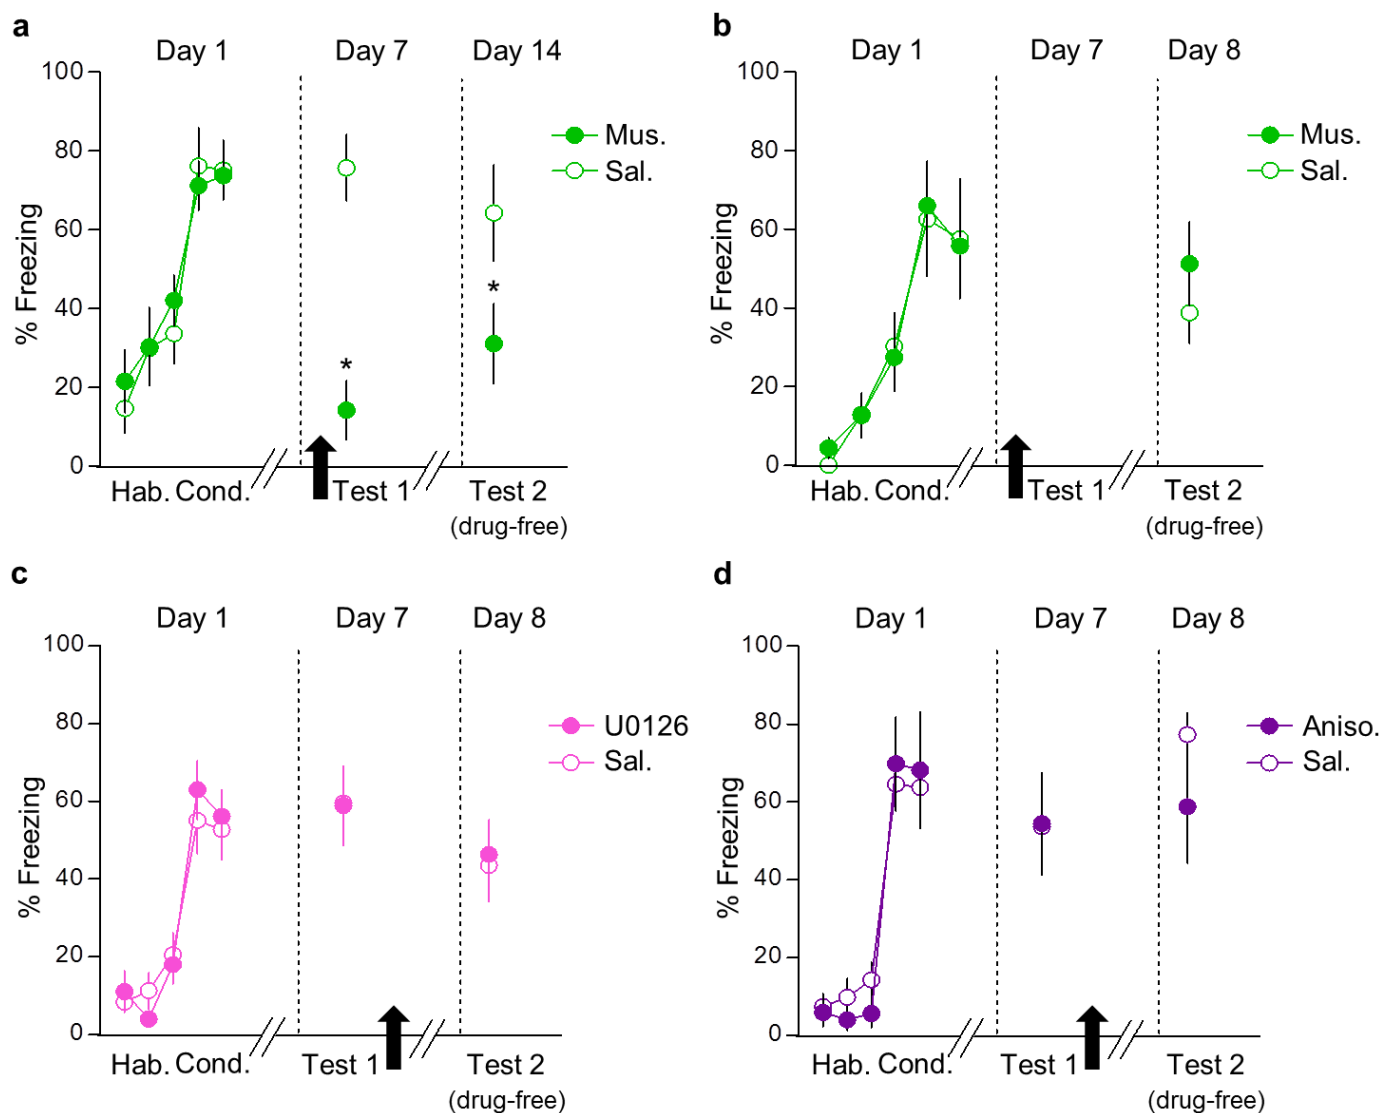 a
Day 1
Day 7
Day 14
100
80
60
40
20
0
% Freezing
Mus.
Sal.
*
*
Hab. Cond.
Test 1
Test 2
(drug-free)
b
Day 1
Day 7
Day 8
100
80
60
40
20
0
% Freezing
Mus.
Sal.
Hab. Cond.
Test 1
Test 2
(drug-free)
c
Day 1
Day 7
Day 8
100
80
60
40
20
0
% Freezing
U0126
Sal.
Hab. Cond.
Test 1
Test 2
(drug-free)
d
Day 1
Day 7
Day 8
100
80
60
40
20
0
% Freezing
Aniso.
Sal.
Hab. Cond.
Test 1
Test 2
(drug-free)